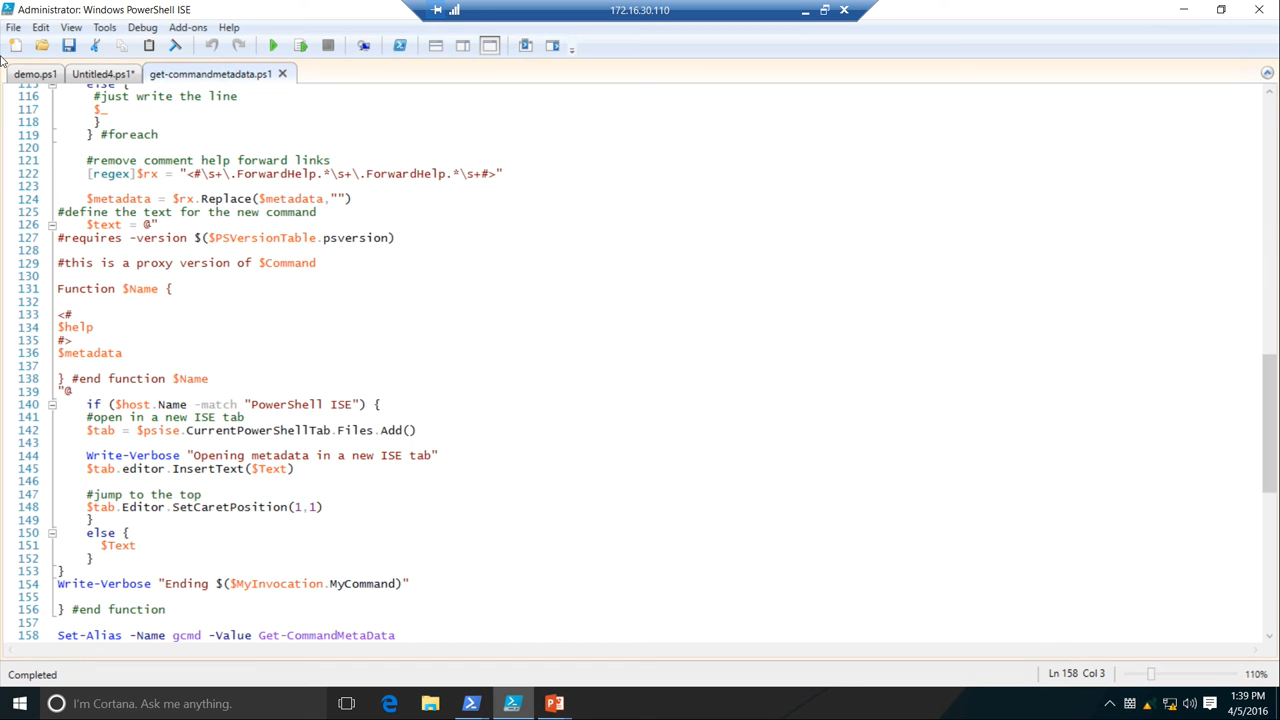 Administrator: Windows PowerShell ISE
172.16.30.110
File Edit View Tools Debug Add-ons Help
demo.ps1 Untitled4.ps1* get-commandmetadata.ps1
115 else {
116 #just write the line
117 $_
118 }
119 } #foreach
120
121 #remove comment help forward links
122 [regex]$rx = "<#\s+\.ForwardHelp.*\s+\.ForwardHelp.*\s+#>"
123
124 $metadata = $rx.Replace($metadata,"")
125 #define the text for the new command
126 $text = @"
127 #requires -version $($PSVersionTable.psversion)
128
129 #this is a proxy version of $Command
130
131 Function $Name {
132
133 <#
134 $help
135 #>
136 $metadata
137
138 } #end function $Name
139 "@
140 if ($host.Name -match "PowerShell ISE") {
141 #open in a new ISE tab
142 $tab = $psise.CurrentPowerShellTab.Files.Add()
143
144 Write-Verbose "Opening metadata in a new ISE tab"
145 $tab.editor.InsertText($Text)
146
147 #jump to the top
148 $tab.Editor.SetCaretPosition(1,1)
149 }
150 else {
151 $Text
152 }
153 }
154 Write-Verbose "Ending $($MyInvocation.MyCommand)"
155
156 } #end function
157
158 Set-Alias -Name gcmd -Value Get-CommandMetaData
Completed
Ln 158 Col 3
110%
I'm Cortana. Ask me anything.
1:39 PM
4/5/2016